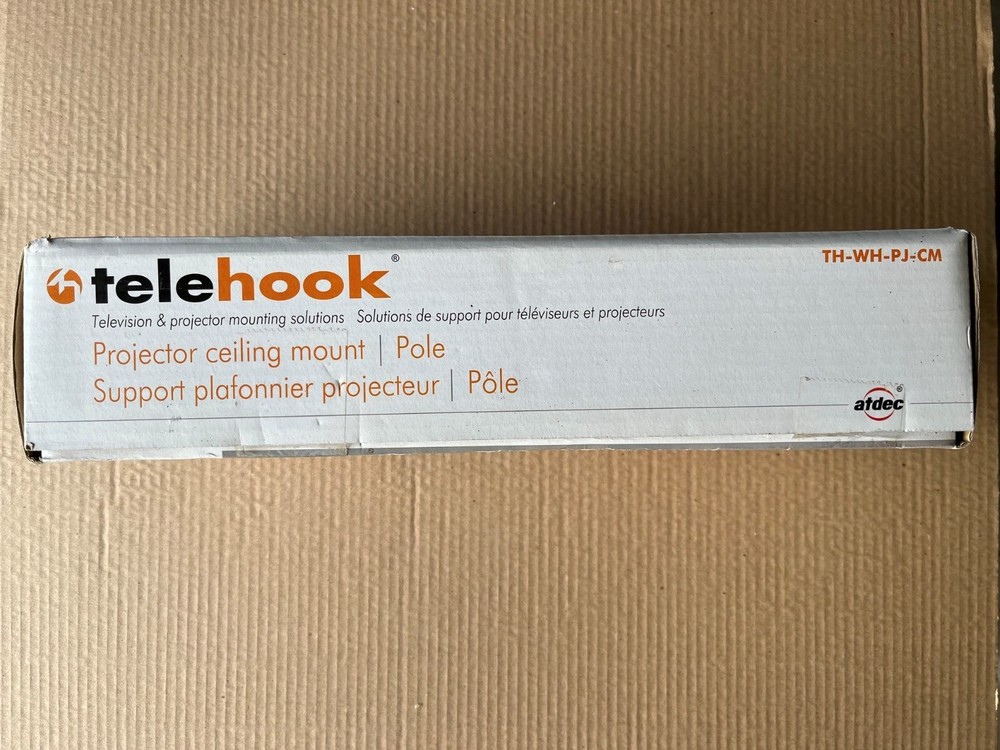 telehook®
TH-WH-PJ-CM
Television & projector mounting solutions Solutions de support pour téléviseurs et projecteurs
Projector ceiling mount | Pole
Support plafonnier projecteur | Pôle
atdec®